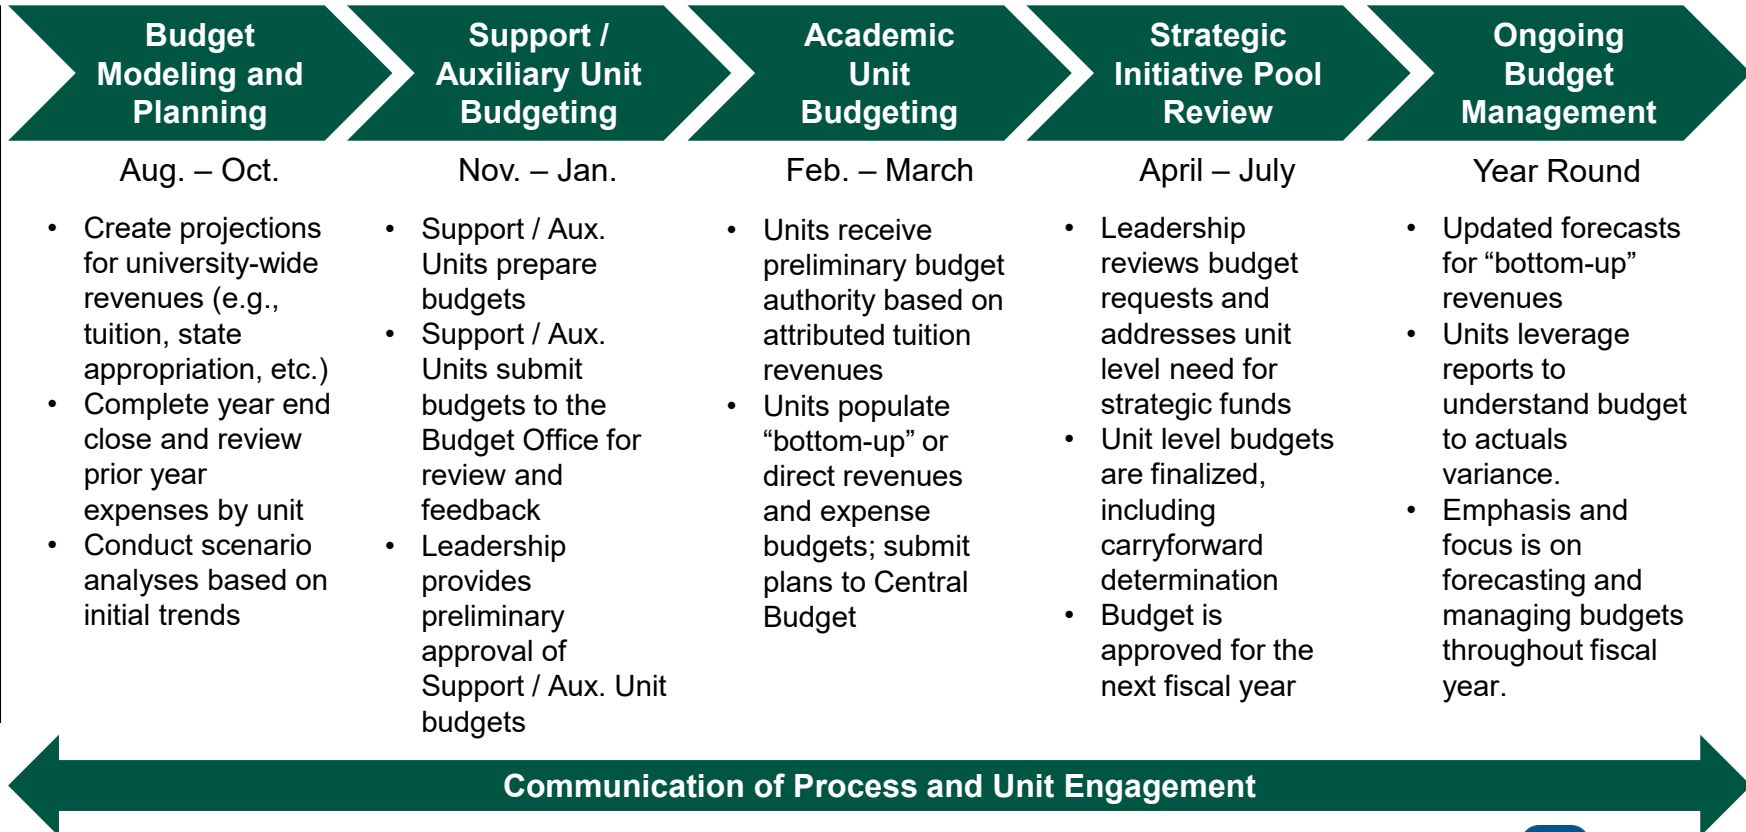 Budget
Modeling and
Planning
Aug. – Oct.
• Create projections
for university-wide
revenues (e.g.,
tuition, state
appropriation, etc.)
• Complete year end
close and review
prior year
expenses by unit
• Conduct scenario
analyses based on
initial trends
Support /
Auxiliary Unit
Budgeting
Nov. – Jan.
• Support / Aux.
Units prepare
budgets
• Support / Aux.
Units submit
budgets to the
Budget Office for
review and
feedback
• Leadership
provides
preliminary
approval of
Support / Aux. Unit
budgets
Academic
Unit
Budgeting
Feb. – March
• Units receive
preliminary budget
authority based on
attributed tuition
revenues
• Units populate
“bottom-up” or
direct revenues
and expense
budgets; submit
plans to Central
Budget
Strategic
Initiative Pool
Review
April – July
• Leadership
reviews budget
requests and
addresses unit
level need for
strategic funds
• Unit level budgets
are finalized,
including
carryforward
determination
• Budget is
approved for the
next fiscal year
Ongoing
Budget
Management
Year Round
• Updated forecasts
for “bottom-up”
revenues
• Units leverage
reports to
understand budget
to actuals
variance.
• Emphasis and
focus is on
forecasting and
managing budgets
throughout fiscal
year.
Communication of Process and Unit Engagement